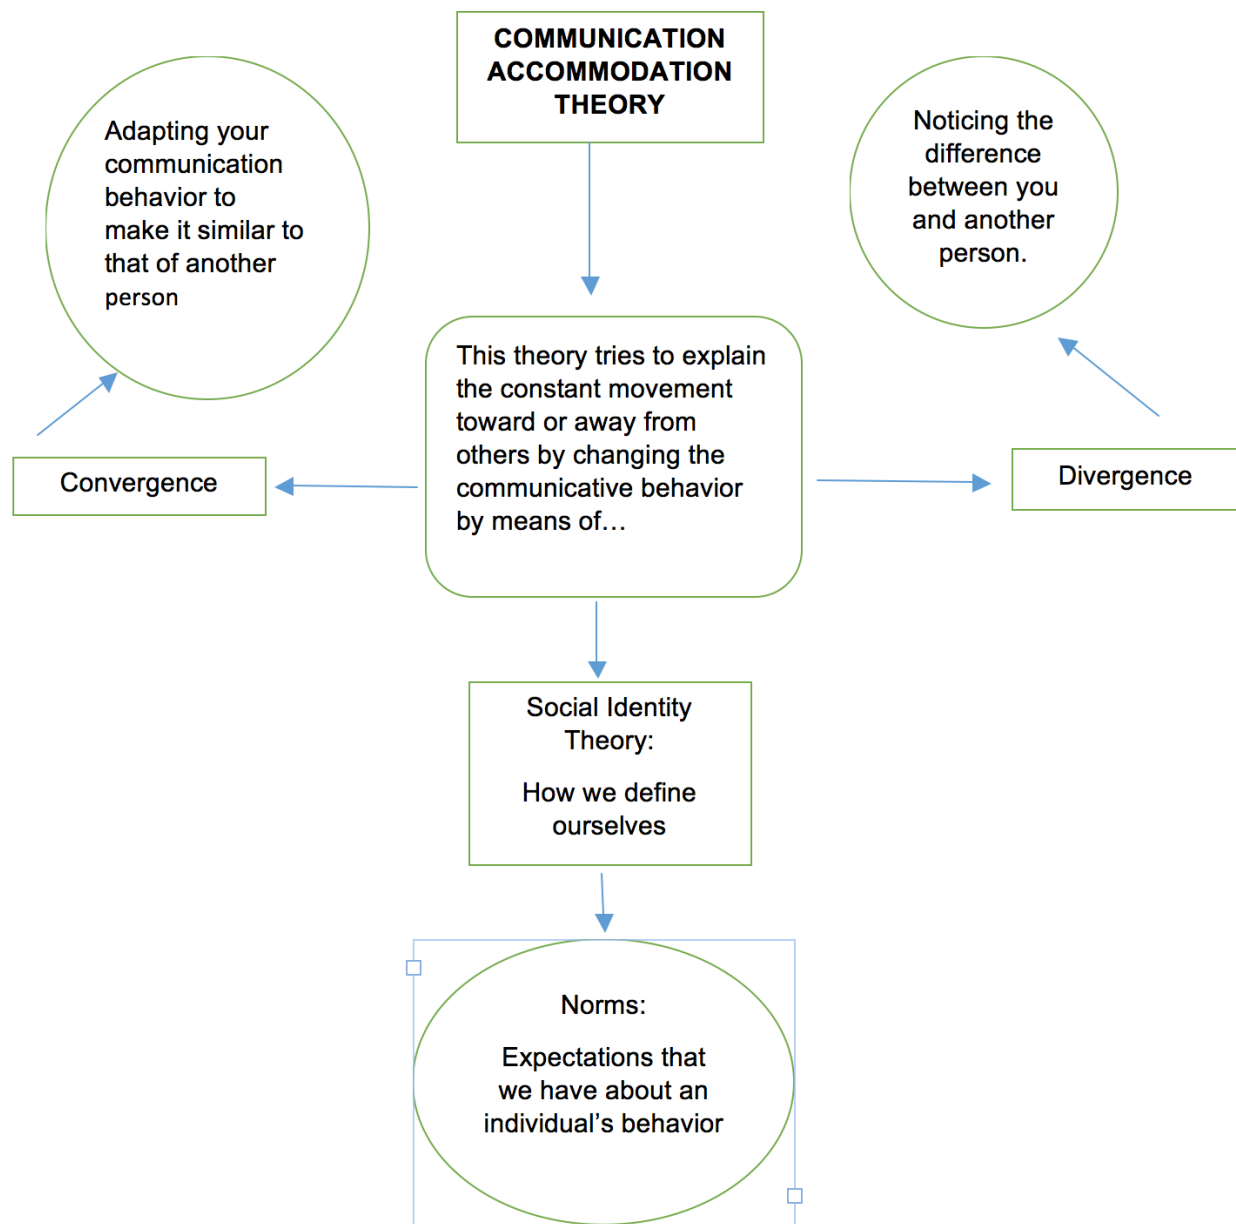 COMMUNICATION
ACCOMMODATION
THEORY
Adapting your
communication
behavior to
make it similar to
that of another
person
Noticing the
difference
between you
and another
person.
This theory tries to explain
the constant movement
toward or away from
others by changing the
communicative behavior
by means of…
Convergence
Divergence
Social Identity
Theory:
How we define
ourselves
Norms:
Expectations that
we have about an
individual’s behavior